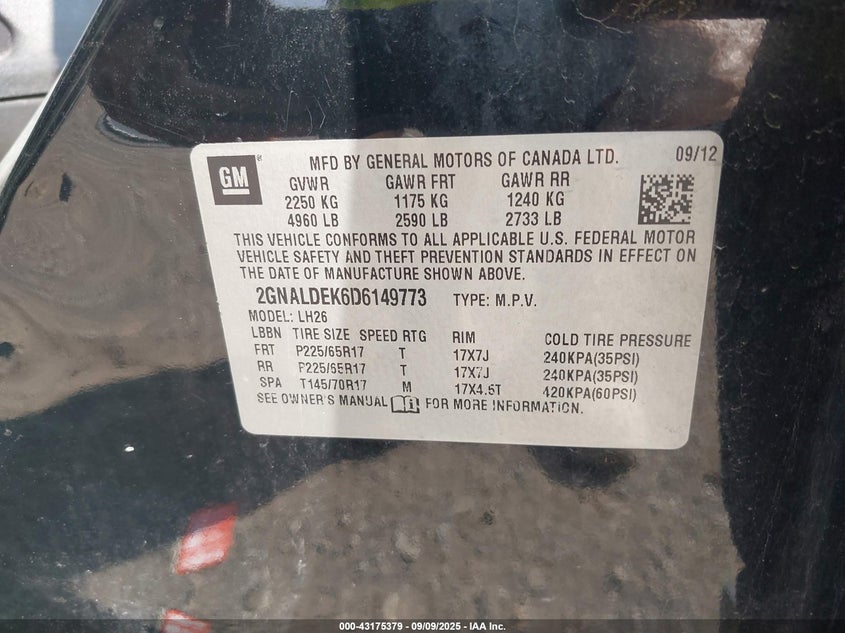 GM ® MFD BY GENERAL MOTORS OF CANADA LTD. 09/12
GVWR GAWR FRT GAWR RR
2250 KG 1175 KG 1240 KG
4960 LB 2590 LB 2733 LB
THIS VEHICLE CONFORMS TO ALL APPLICABLE U.S. FEDERAL MOTOR
VEHICLE SAFETY AND THEFT PREVENTION STANDARDS IN EFFECT ON
THE DATE OF MANUFACTURE SHOWN ABOVE.
2GNALDEK6D6149773 TYPE: M.P.V.
MODEL: LH26
LBBN TIRE SIZE SPEED RTG RIM COLD TIRE PRESSURE
FRT P225/65R17 T 17X7J 240KPA(35PSI)
RR P225/65R17 T 17X7J 240KPA(35PSI)
SPA T145/70R17 M 17X4.5T 420KPA(60PSI)
SEE OWNER'S MANUAL FOR MORE INFORMATION.
000-43175379 - 09/09/2025 - IAA Inc.